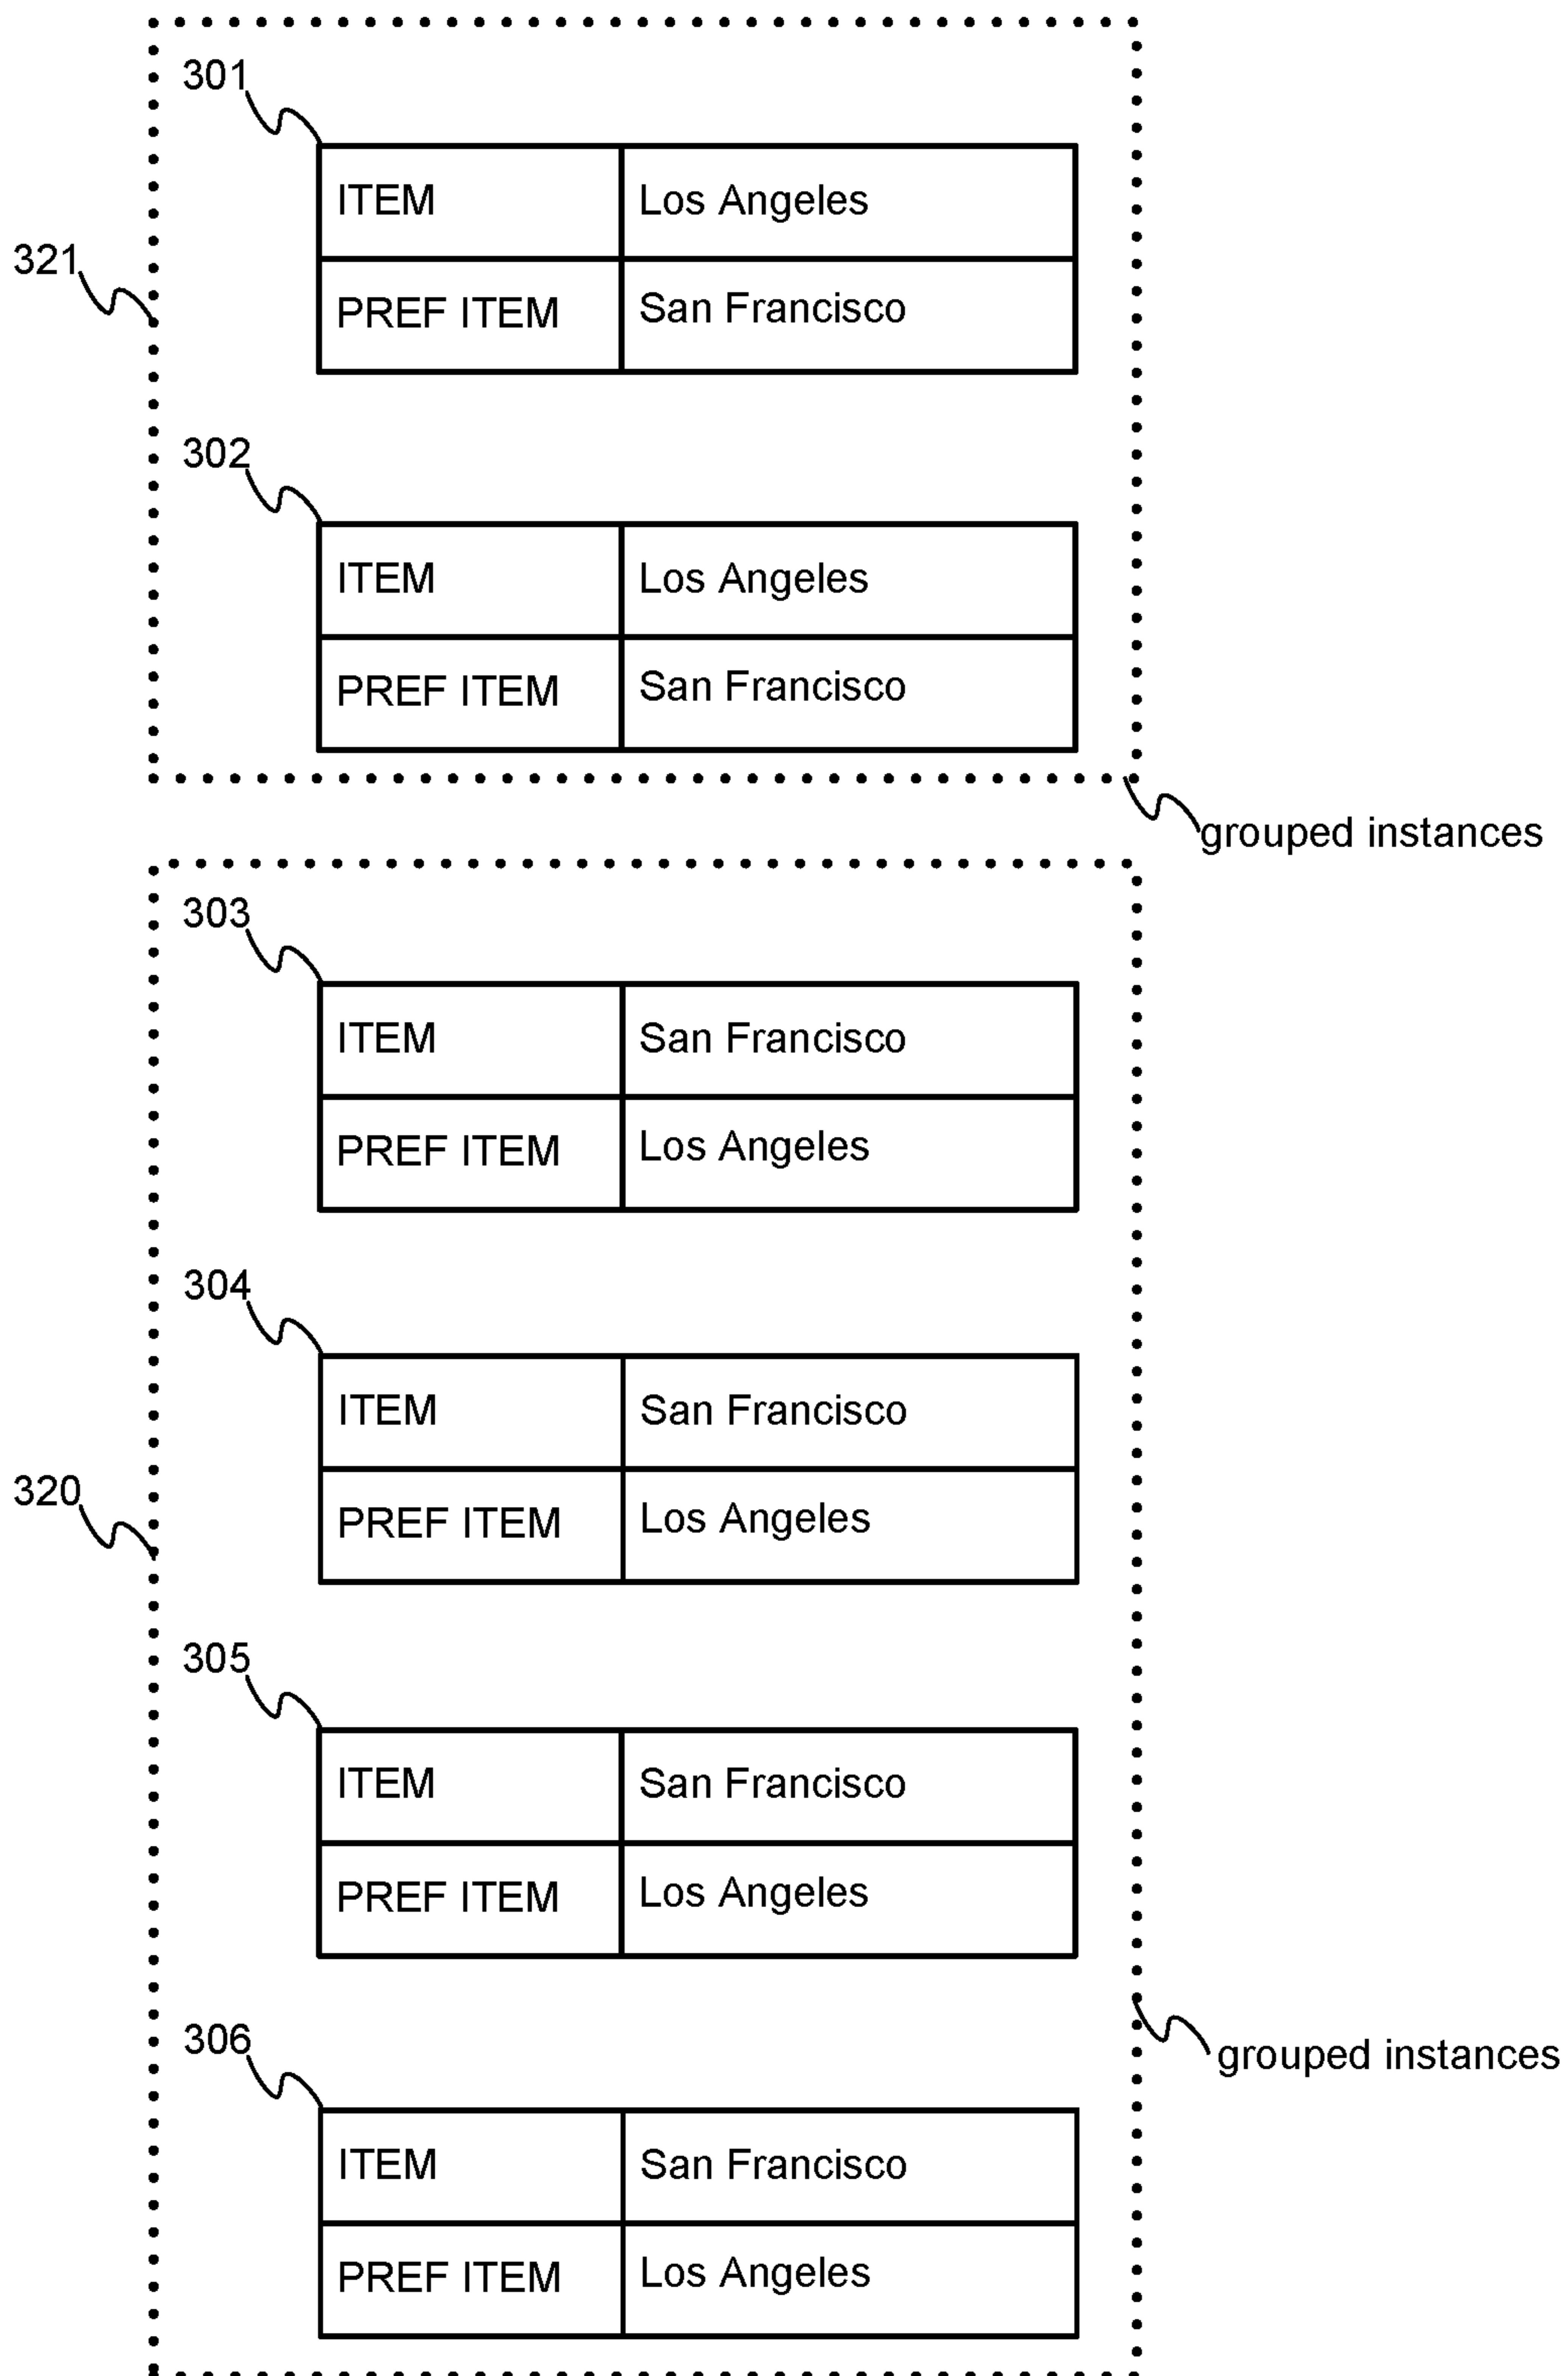 301
ITEM Los Angeles
321
PREF ITEM San Francisco
302
ITEM Los Angeles
PREF ITEM San Francisco
grouped instances
303
ITEM San Francisco
PREF ITEM Los Angeles
304
ITEM San Francisco
320
PREF ITEM Los Angeles
305
ITEM San Francisco
PREF ITEM Los Angeles
306
grouped instances
ITEM San Francisco
PREF ITEM Los Angeles